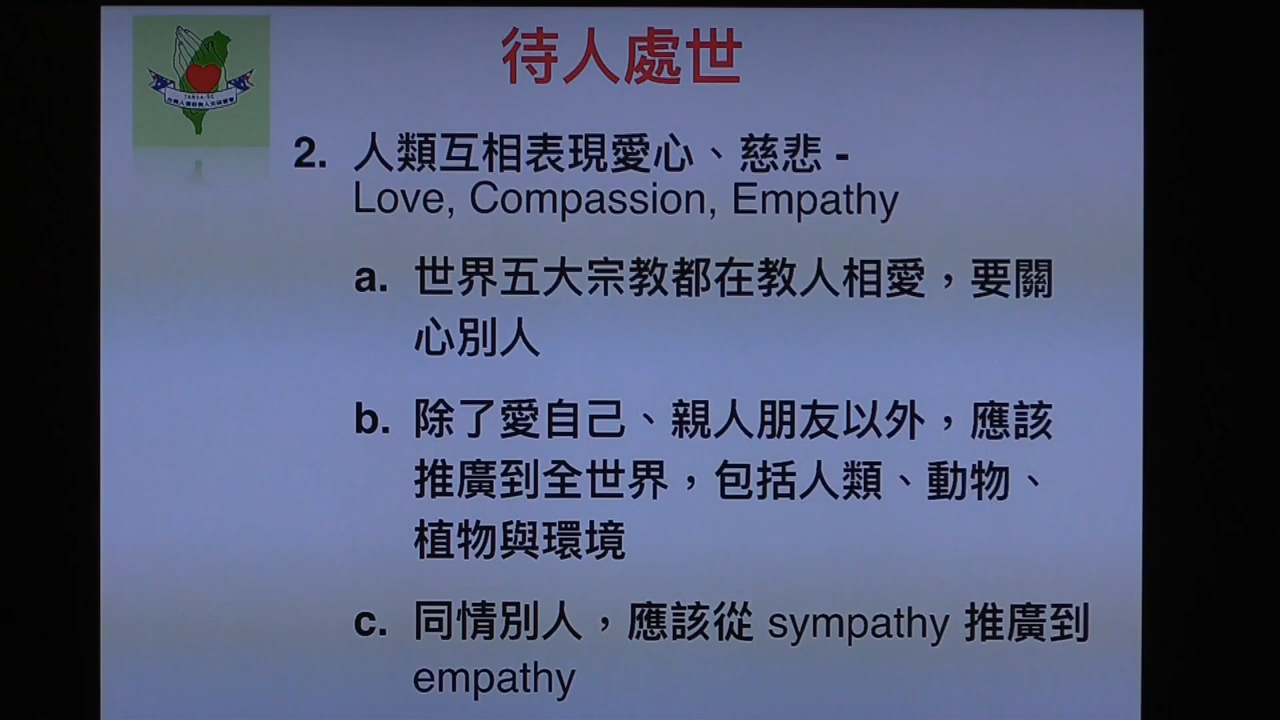 待人處世
2. 人類互相表現愛心、慈悲 -
Love, Compassion, Empathy
a. 世界五大宗教都在教人相愛，要關
心別人
b. 除了愛自己、親人朋友以外，應該
推廣到全世界，包括人類、動物、
植物與環境
c. 同情別人，應該從 sympathy 推廣到
empathy